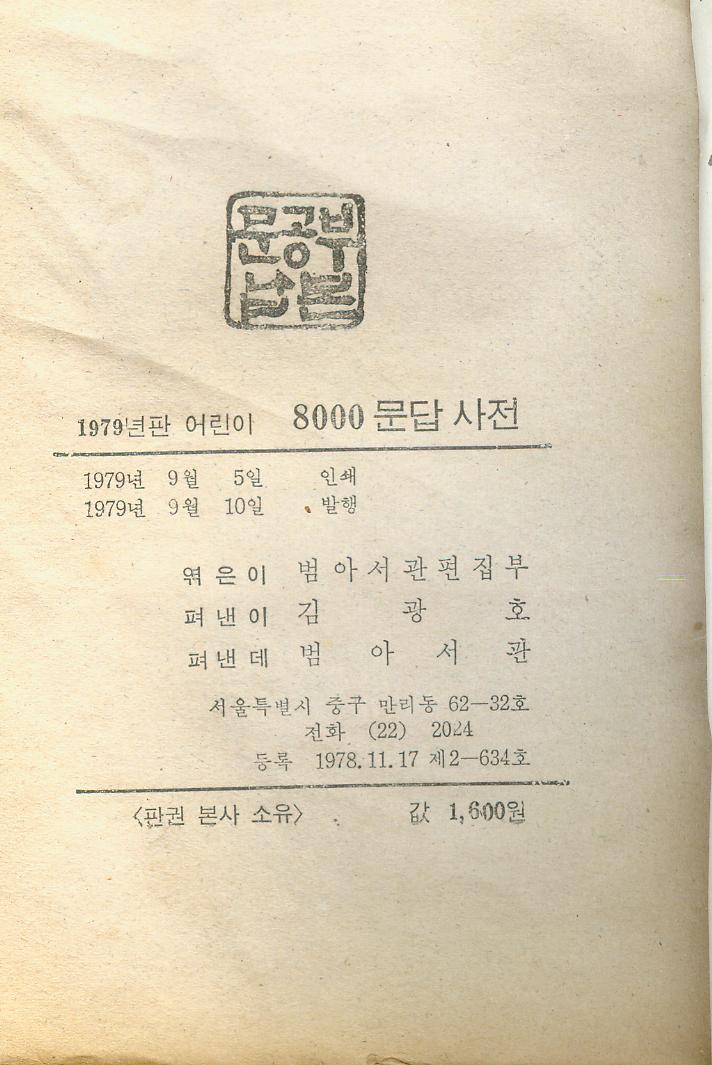 문공부
납본
1979년판 어린이 8000 문답 사전
1979년 9월 5일 인쇄
1979년 9월 10일 발행
엮은이 범아서관편집부
펴낸이 김광호
펴낸데 범아서관
서울특별시 중구 만리동 62—32호
전화 (22) 2024
등록 1978.11.17 제2—634호
〈판권 본사 소유〉 값 1,600원